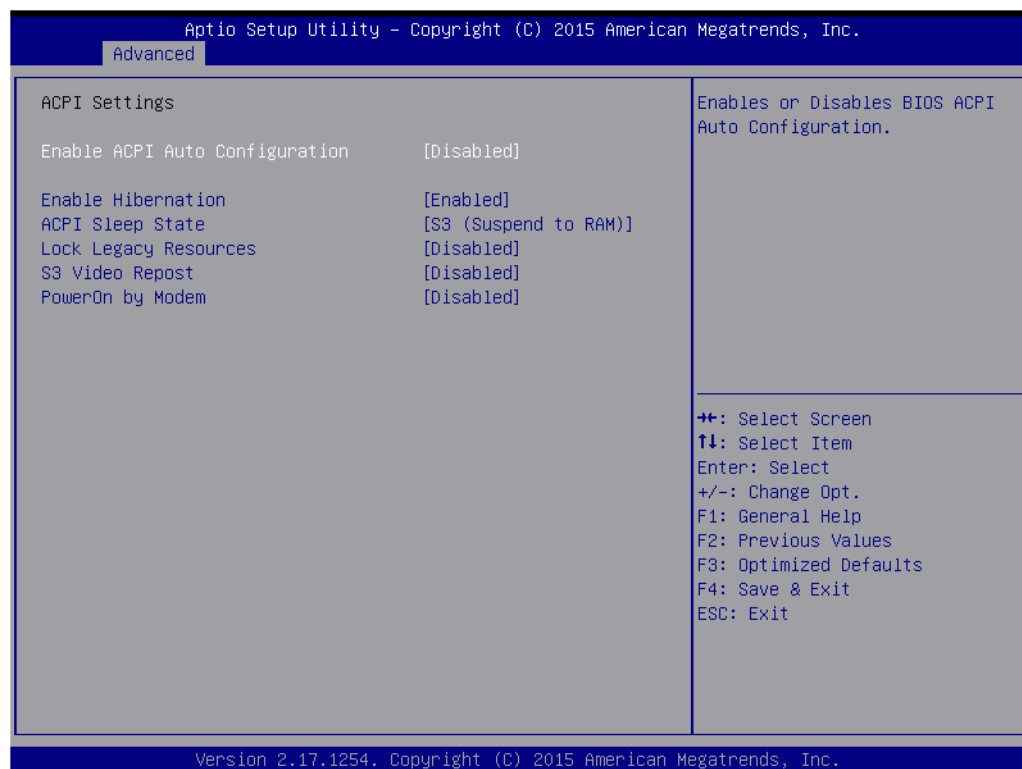 Aptio Setup Utility – Copyright (C) 2015 American Megatrends, Inc.
Advanced
ACPI Settings
Enable ACPI Auto Configuration [Disabled]
Enable Hibernation [Enabled]
ACPI Sleep State [S3 (Suspend to RAM)]
Lock Legacy Resources [Disabled]
S3 Video Repost [Disabled]
PowerOn by Modem [Disabled]
Enables or Disables BIOS ACPI
Auto Configuration.
→←: Select Screen
↑↓: Select Item
Enter: Select
+/-: Change Opt.
F1: General Help
F2: Previous Values
F3: Optimized Defaults
F4: Save & Exit
ESC: Exit
Version 2.17.1254. Copyright (C) 2015 American Megatrends, Inc.